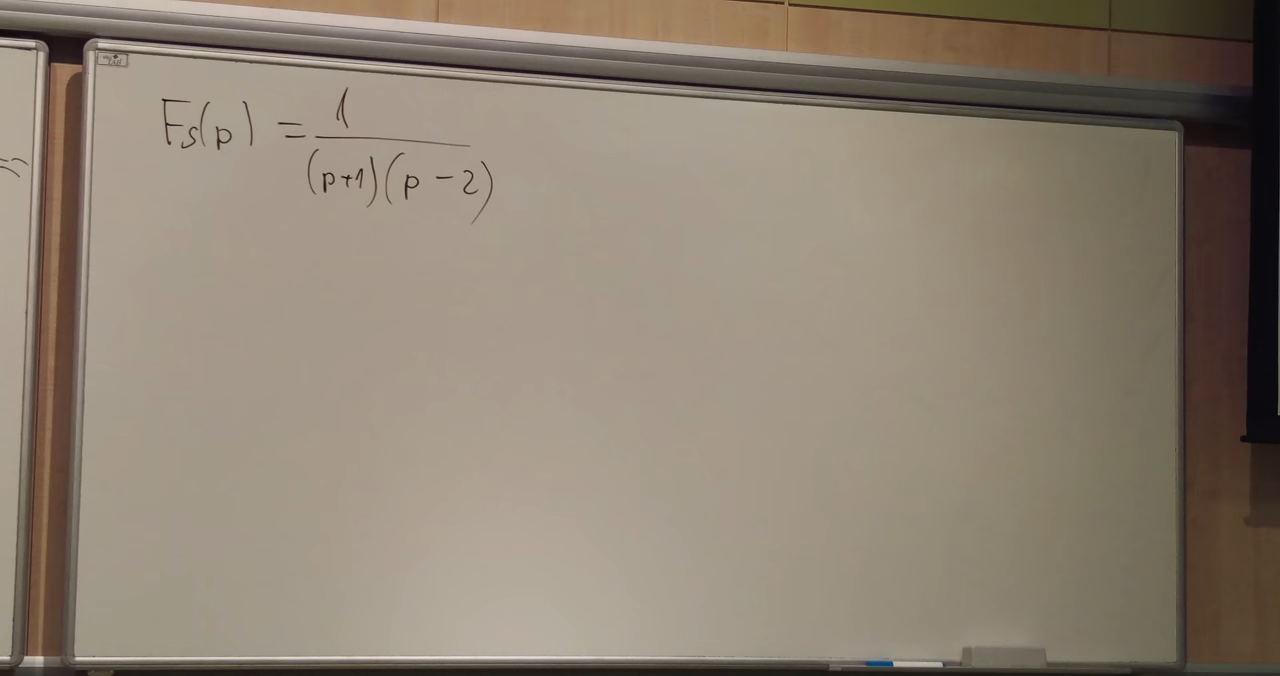 Fs(p) = 1
(p+1)(p-2)